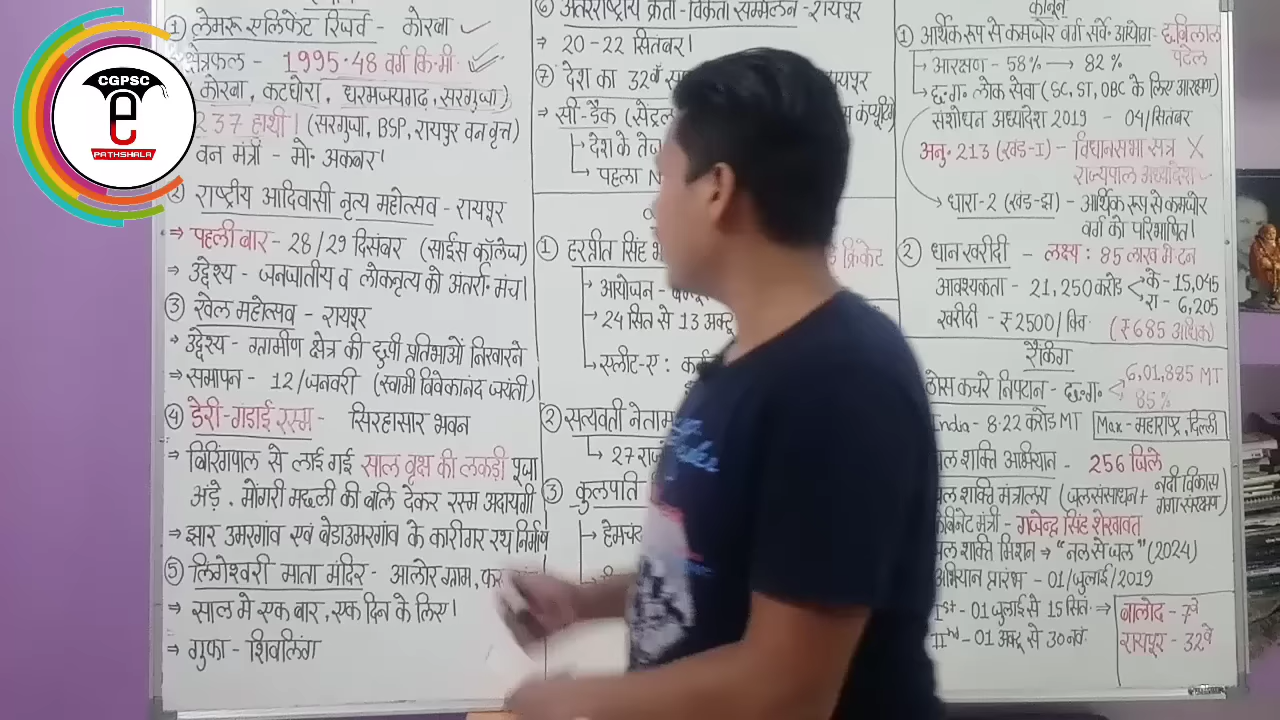 CGPSC
e
PATHSHALA
① लेमरू एलिफेंट रिजर्व - कोरबा
क्षेत्रफल - 1995.48 वर्ग कि.मी.
कोरबा, कटघोरा, धरमजयगढ़, सरगुजा)
237 हाथी। (सरगुजा, BSP, रायपुर वन वृत्त)
वन मंत्री - मो. अकबर।
② राष्ट्रीय आदिवासी नृत्य महोत्सव - रायपुर
⇒ पहली बार - 28/29 दिसंबर (साईंस कॉलेज)
⇒ उद्देश्य - जनजातीय व लोकनृत्य को अंतर्रा. मंच।
③ खेल महोत्सव - रायपुर
⇒ उद्देश्य - ग्रामीण क्षेत्र की छुपी प्रतिभाओं निखारने
⇒ समापन - 12/जनवरी (स्वामी विवेकानंद जयंती)
④ डेरी-गड़ाई रस्म - सिरहासार भवन
⇒ बिरिंगपाल से लाई गई साल वृक्ष की लकड़ी पूजा
अंडे, मोंगरी मछली की बलि देकर रस्म अदायगी
⇒ झार उमरगांव एवं बेड़ाउमरगांव के कारीगर रथ निर्माण
⑤ लिंगेश्वरी माता मंदिर - आलोर ग्राम,
⇒ साल में एक बार, एक दिन के लिए।
⇒ गुफा - शिवलिंग
⑥ अंतरराष्ट्रीय क्रेता-विक्रेता सम्मेलन - रायपुर
⇒ 20-22 सितंबर।
⑦ देश का 32वाँ
⇒ सी-डैक
देश के
पहला
① हरप्रीत सिंह
क्रिकेट
आयोजन -
24 सित से 13 अक्टू
एलीट-ए :
② सत्यवती
27
③ कुलपति
कानून
① आर्थिक रूप से कमजोर वर्ग सर्वे. आयोग - छबिलाल
पटेल
आरक्षण - 58% → 82%
छ.ग. लोक सेवा (SC, ST, OBC के लिए आरक्षण)
संशोधन अध्यादेश 2019 - 04/सितंबर
अनु. 213 (खंड-I) - विधानसभा सत्र X
राज्यपाल अध्यादेश
धारा-2 (खंड-झ) - आर्थिक रूप से कमजोर
वर्ग को परिभाषित।
② धान खरीदी - लक्ष्य : 85 लाख मे.टन
आवश्यकता - 21,250 करोड़ < के - 15,045
रा - 6,205
खरीदी - ₹2500/क्विं (₹685 अधिक)
रैंकिंग
ठोस कचरे निपटान - छ.ग. < 6,01,885 MT
85%
India - 8.22 करोड़ MT Max - महाराष्ट्र, दिल्ली
जल शक्ति अभियान - 256 जिले
जल शक्ति मंत्रालय (जलसंसाधन + नदी विकास
गंगा संरक्षण)
केबिनेट मंत्री - गजेन्द्र सिंह शेखावत
जल शक्ति मिशन ⇒ "नल से जल" (2024)
अभियान प्रारंभ - 01/जुलाई/2019
Ist - 01 जुलाई से 15 सित. ⇒ बालोद - 7वें
IInd - 01 अक्टू से 30 नवं. रायपुर - 32वें